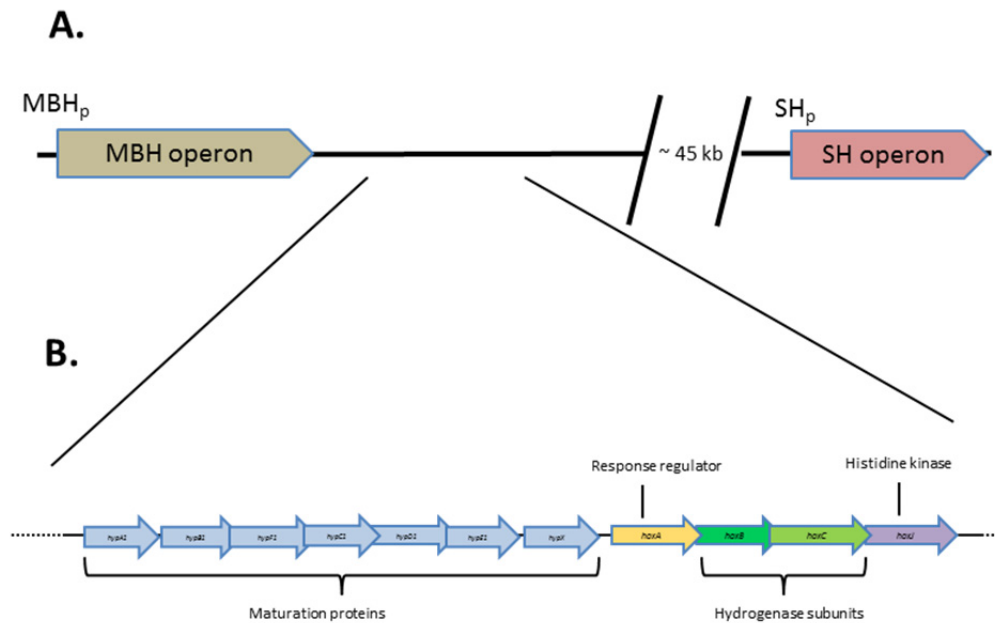 A.
MBHp
SHp
MBH operon
~ 45 kb
SH operon
B.
Response regulator
Histidine kinase
hypA1
hypB1
hypF1
hypC1
hypD1
hypE1
hypX
hoxA
hoxB
hoxC
hoxJ
Maturation proteins
Hydrogenase subunits